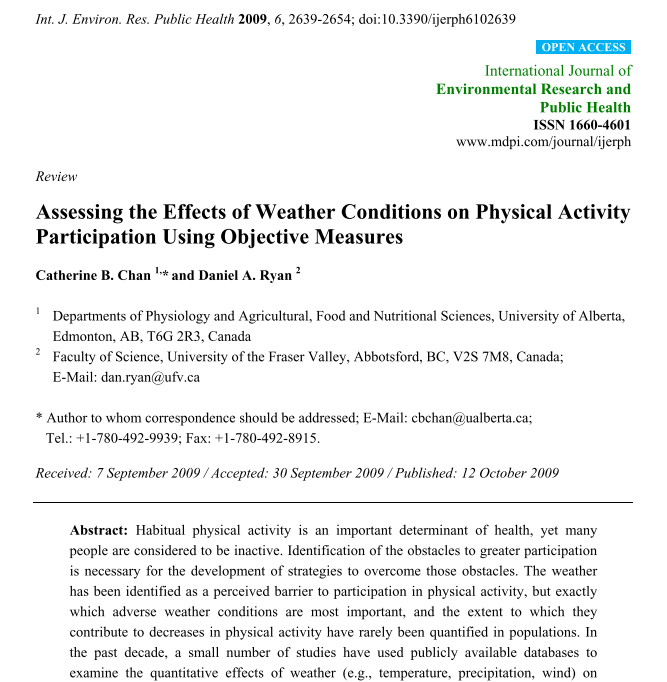 Int. J. Environ. Res. Public Health 2009, 6, 2639-2654; doi:10.3390/ijerph6102639
OPEN ACCESS
International Journal of
Environmental Research and
Public Health
ISSN 1660-4601
www.mdpi.com/journal/ijerph
Review
Assessing the Effects of Weather Conditions on Physical Activity
Participation Using Objective Measures
Catherine B. Chan 1,* and Daniel A. Ryan 2
1 Departments of Physiology and Agricultural, Food and Nutritional Sciences, University of Alberta,
Edmonton, AB, T6G 2R3, Canada
2 Faculty of Science, University of the Fraser Valley, Abbotsford, BC, V2S 7M8, Canada;
E-Mail: dan.ryan@ufv.ca
* Author to whom correspondence should be addressed; E-Mail: cbchan@ualberta.ca;
Tel.: +1-780-492-9939; Fax: +1-780-492-8915.
Received: 7 September 2009 / Accepted: 30 September 2009 / Published: 12 October 2009
Abstract: Habitual physical activity is an important determinant of health, yet many
people are considered to be inactive. Identification of the obstacles to greater participation
is necessary for the development of strategies to overcome those obstacles. The weather
has been identified as a perceived barrier to participation in physical activity, but exactly
which adverse weather conditions are most important, and the extent to which they
contribute to decreases in physical activity have rarely been quantified in populations. In
the past decade, a small number of studies have used publicly available databases to
examine the quantitative effects of weather (e.g., temperature, precipitation, wind) on